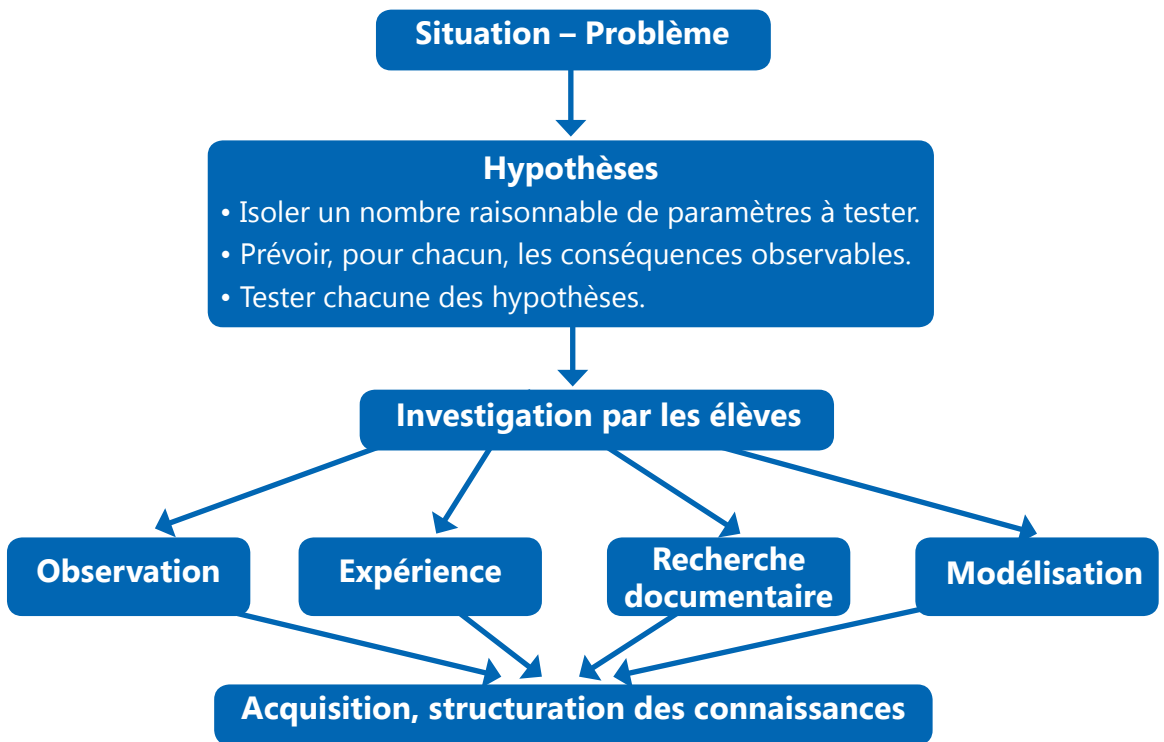 Situation – Problème
Hypothèses
• Isoler un nombre raisonnable de paramètres à tester.
• Prévoir, pour chacun, les conséquences observables.
• Tester chacune des hypothèses.
Investigation par les élèves
Observation
Expérience
Recherche
documentaire
Modélisation
Acquisition, structuration des connaissances